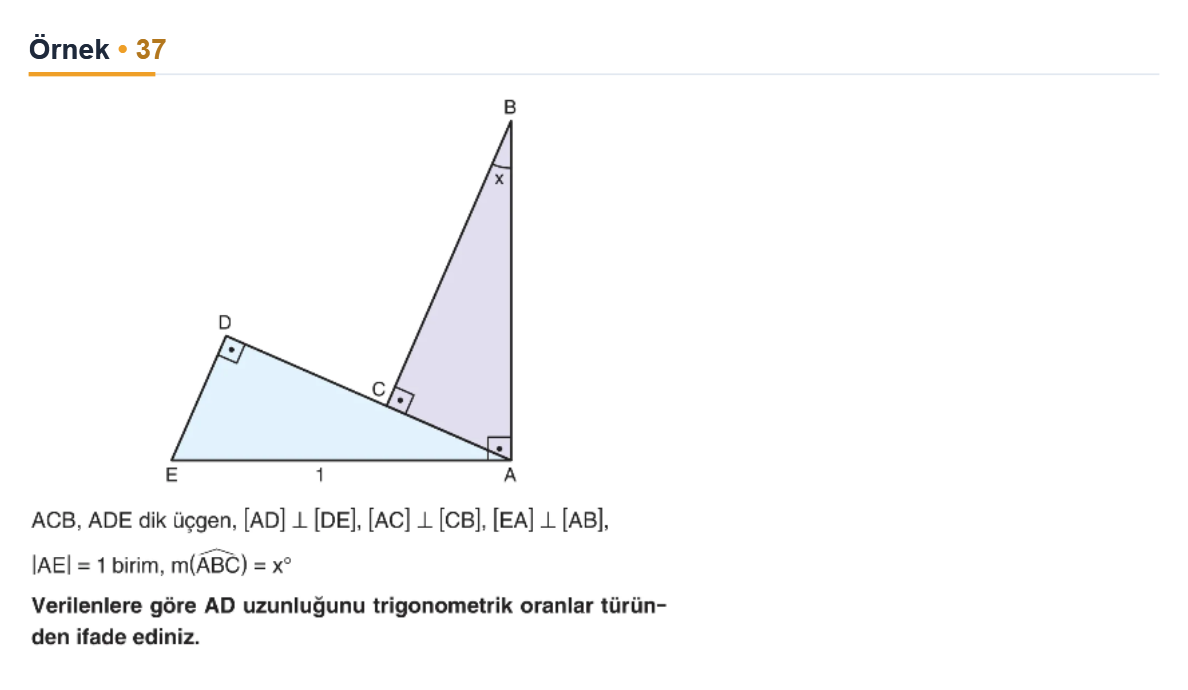 Örnek • 37
B
x
D
C
E
1
A
ACB, ADE dik üçgen, [AD] ⊥ [DE], [AC] ⊥ [CB], [EA] ⊥ [AB],
|AE| = 1 birim, m(ABC) = x°
Verilenlere göre AD uzunluğunu trigonometrik oranlar türün-
den ifade ediniz.